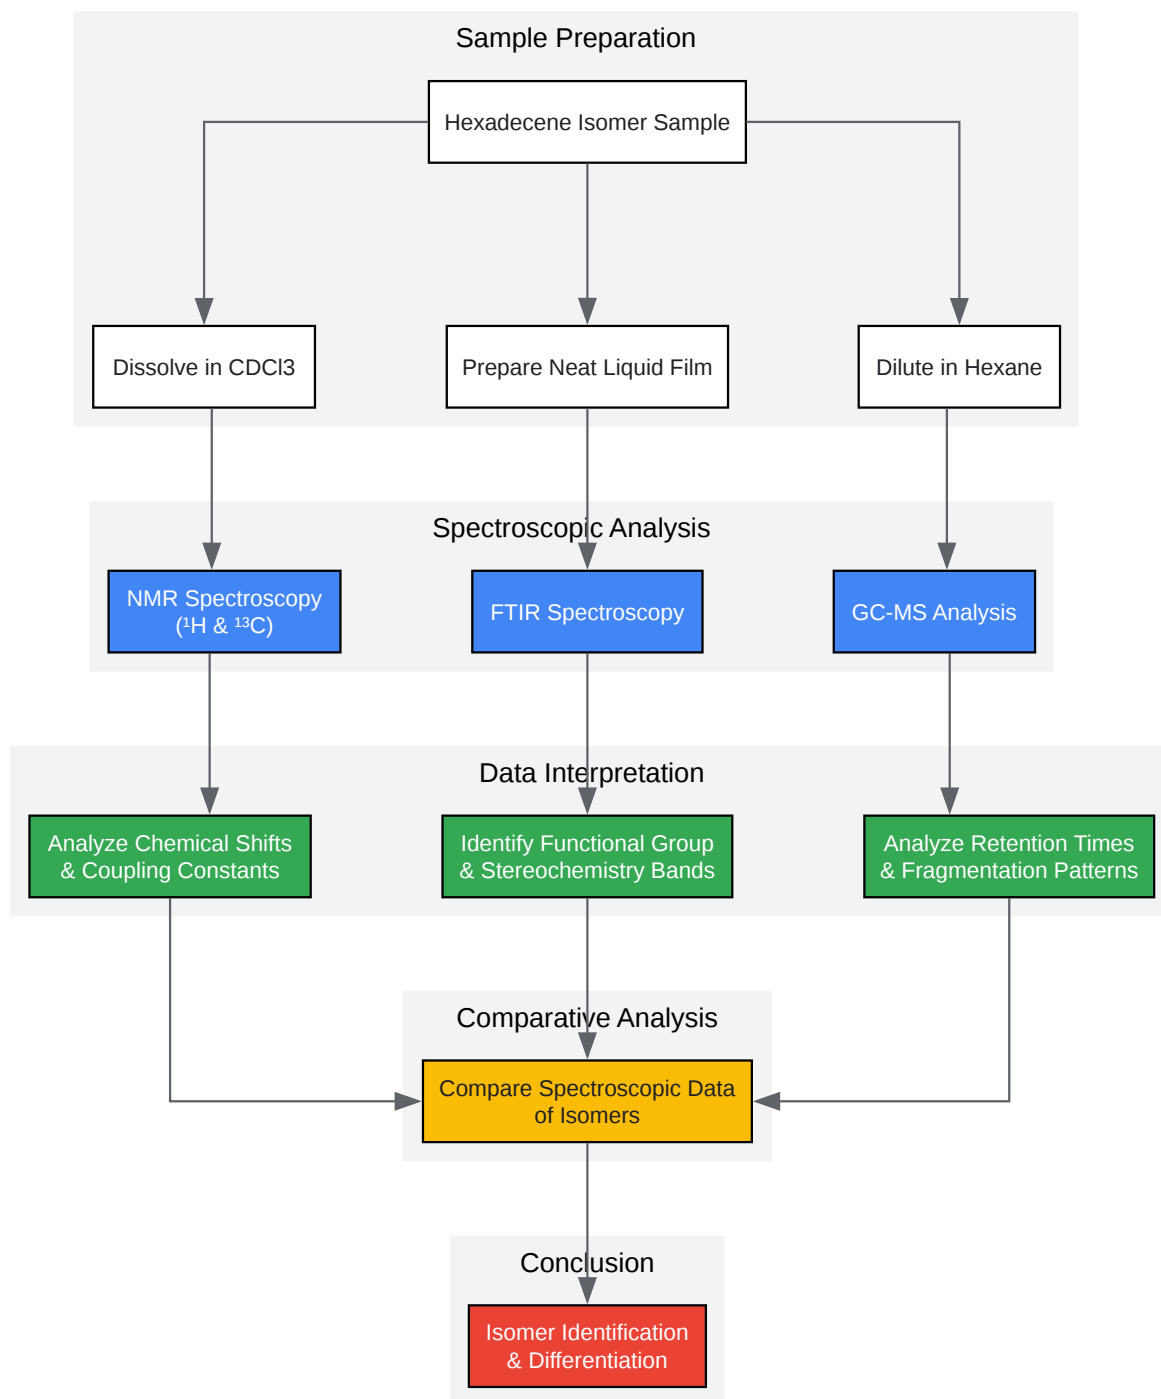 Sample Preparation
Hexadecene Isomer Sample
Dissolve in CDCl3
Prepare Neat Liquid Film
Dilute in Hexane
Spectroscopic Analysis
NMR Spectroscopy
(¹H & ¹³C)
FTIR Spectroscopy
GC-MS Analysis
Data Interpretation
Analyze Chemical Shifts
& Coupling Constants
Identify Functional Group
& Stereochemistry Bands
Analyze Retention Times
& Fragmentation Patterns
Comparative Analysis
Compare Spectroscopic Data
of Isomers
Conclusion
Isomer Identification
& Differentiation